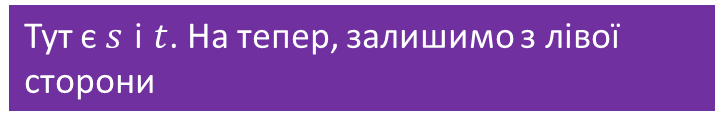 Тут є s і t. На тепер, залишимо з лівої
сторони